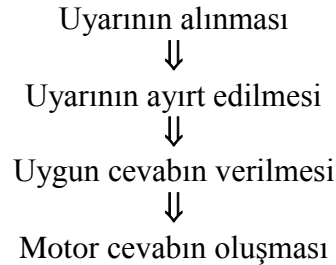 Uyarının alınması
⇓
Uyarının ayırt edilmesi
⇓
Uygun cevabın verilmesi
⇓
Motor cevabın oluşması